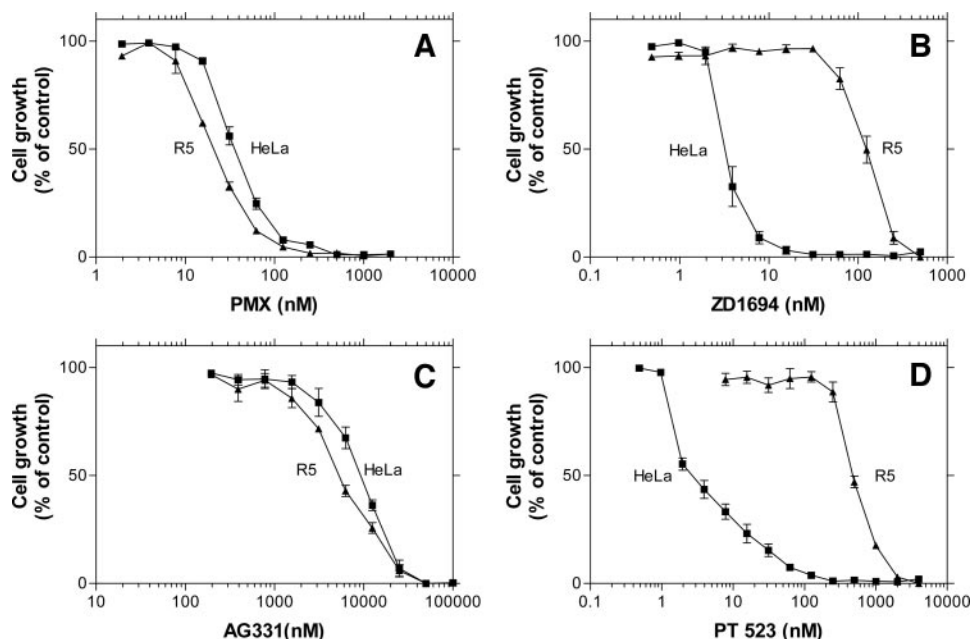 A
Cell growth
(% of control)
100
50
0
R5
HeLa
1
10
100
1000
10000
100000
PMX (nM)
B
Cell growth
(% of control)
100
50
0
HeLa
R5
0.1
1
10
100
1000
10000
ZD1694 (nM)
C
Cell growth
(% of control)
100
50
0
R5
HeLa
10
100
1000
10000
100000
AG331(nM)
D
Cell growth
(% of control)
100
50
0
HeLa
R5
0.1
1
10
100
1000
10000
PT 523 (nM)